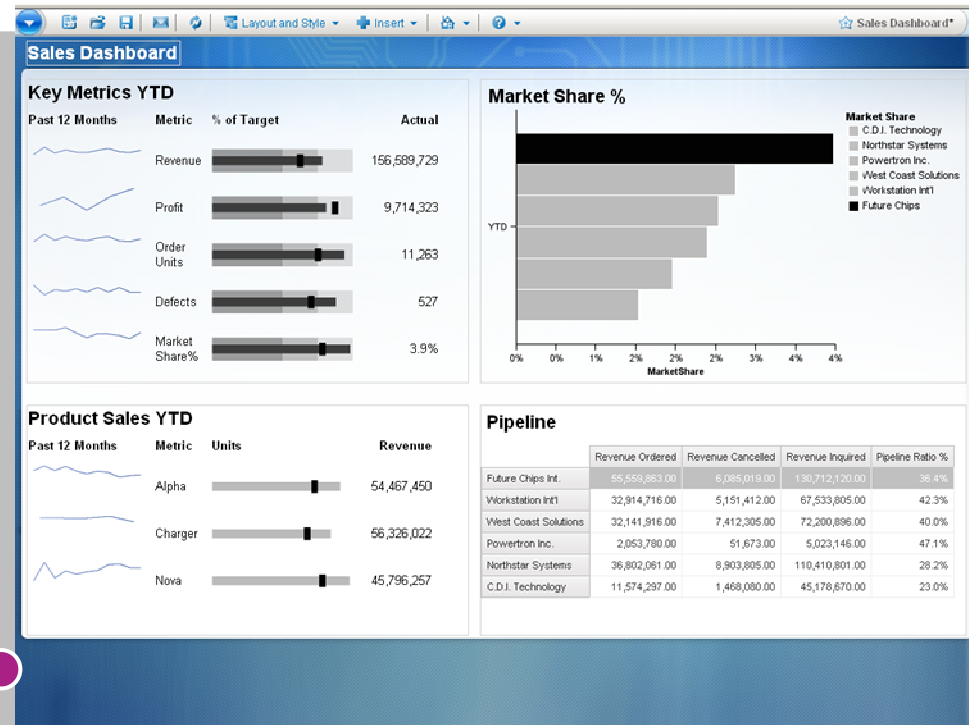 Layout and Style
Insert
Sales Dashboard*
Sales Dashboard
Key Metrics YTD
Past 12 Months Metric % of Target Actual
Revenue 156,589,729
Profit 9,714,323
Order
Units 11,263
Defects 527
Market
Share% 3.9%
Market Share %
YTD
0% 0% 1% 2% 2% 2% 3% 4% 4%
MarketShare
Market Share
C.D.I. Technology
Northstar Systems
Powertron Inc.
West Coast Solutions
Workstation Int'l
Future Chips
Product Sales YTD
Past 12 Months Metric Units Revenue
Alpha 54,467,450
Charger 56,326,022
Nova 45,796,257
Pipeline
Revenue Ordered Revenue Cancelled Revenue Inquired Pipeline Ratio %
Future Chips Int. 55,559,863.00 6,085,019.00 130,712,120.00 36.4%
Workstation Int'l 32,914,716.00 5,151,412.00 67,533,805.00 42.3%
West Coast Solutions 32,141,916.00 7,412,305.00 72,200,896.00 40.0%
Powertron Inc. 2,053,780.00 51,673.00 5,023,146.00 47.1%
Northstar Systems 36,802,061.00 8,903,805.00 110,410,801.00 28.2%
C.D.I. Technology 11,574,297.00 1,468,080.00 45,178,670.00 23.0%